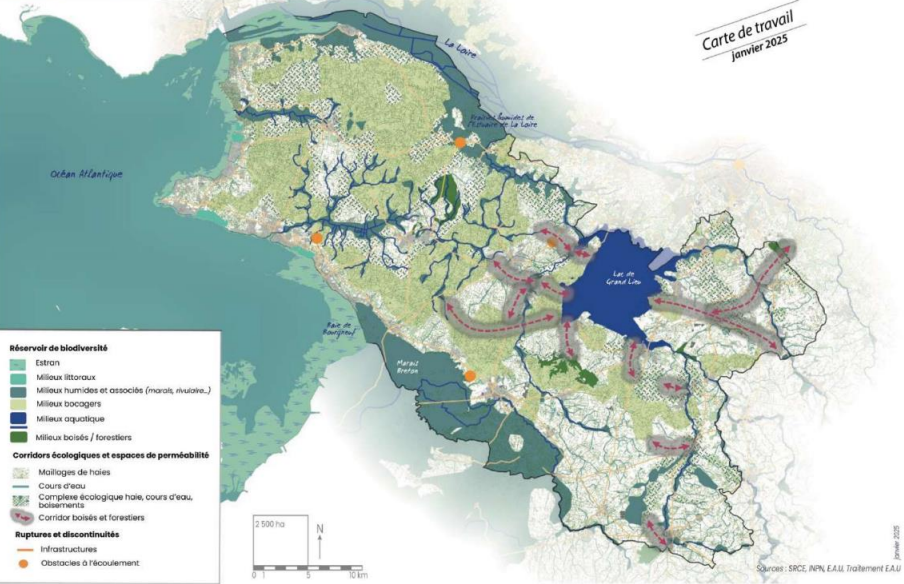 Carte de travail
janvier 2025
La Loire
Estuaire de La Loire
Océan Atlantique
Lac de
Grand Lieu
Baie de
Bourgneuf
Marais
Breton
Réservoir de biodiversité
Estran
Milieux littoraux
Milieux humides et associés (marais, rivulaire...)
Milieux bocagers
Milieux aquatique
Milieux boisés / forestiers
Corridors écologiques et espaces de perméabilité
Maillages de haies
Cours d'eau
Complexe écologique haie, cours d'eau,
boisements
Corridor boisés et forestiers
Ruptures et discontinuités
Infrastructures
Obstacles à l'écoulement
2 500 ha
N
0 1 5 10 km
Sources : SRCE, INPN, E.A.U, Traitement E.A.U
janvier 2025